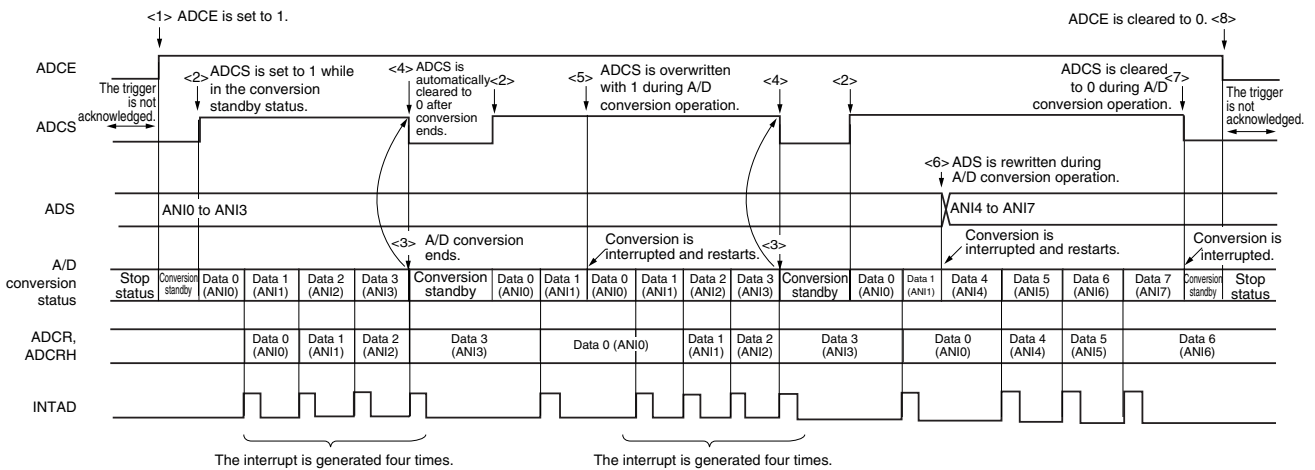 <1> ADCE is set to 1.
ADCE is cleared to 0. <8>
ADCE
The trigger
is not
acknowledged.
<2> ADCS is set to 1 while
in the conversion
standby status.
<4> ADCS is
automatically
cleared to
0 after
conversion
ends.
<2>
<5> ADCS is overwritten
with 1 during A/D
conversion operation.
<4>
<2>
ADCS is cleared <7>
to 0 during A/D
conversion operation.
The trigger
is not
acknowledged.
ADCS
<6> ADS is rewritten during
A/D conversion operation.
ADS
ANI0 to ANI3
ANI4 to ANI7
<3> A/D conversion
ends.
Conversion is
interrupted and restarts.
<3>
Conversion is
interrupted and restarts.
Conversion is
interrupted.
A/D
conversion
status
Stop
status
Conversion
standby
Data 0
(ANI0)
Data 1
(ANI1)
Data 2
(ANI2)
Data 3
(ANI3)
Conversion
standby
Data 0
(ANI0)
Data 1
(ANI1)
Data 0
(ANI0)
Data 1
(ANI1)
Data 2
(ANI2)
Data 3
(ANI3)
Conversion
standby
Data 0
(ANI0)
Data 1
(ANI1)
Data 4
(ANI4)
Data 5
(ANI5)
Data 6
(ANI6)
Data 7
(ANI7)
Conversion
standby
Stop
status
ADCR,
ADCRH
Data 0
(ANI0)
Data 1
(ANI1)
Data 2
(ANI2)
Data 3
(ANI3)
Data 0 (ANI0)
Data 1
(ANI1)
Data 2
(ANI2)
Data 3
(ANI3)
Data 0
(ANI0)
Data 4
(ANI4)
Data 5
(ANI5)
Data 6
(ANI6)
INTAD
The interrupt is generated four times.
The interrupt is generated four times.